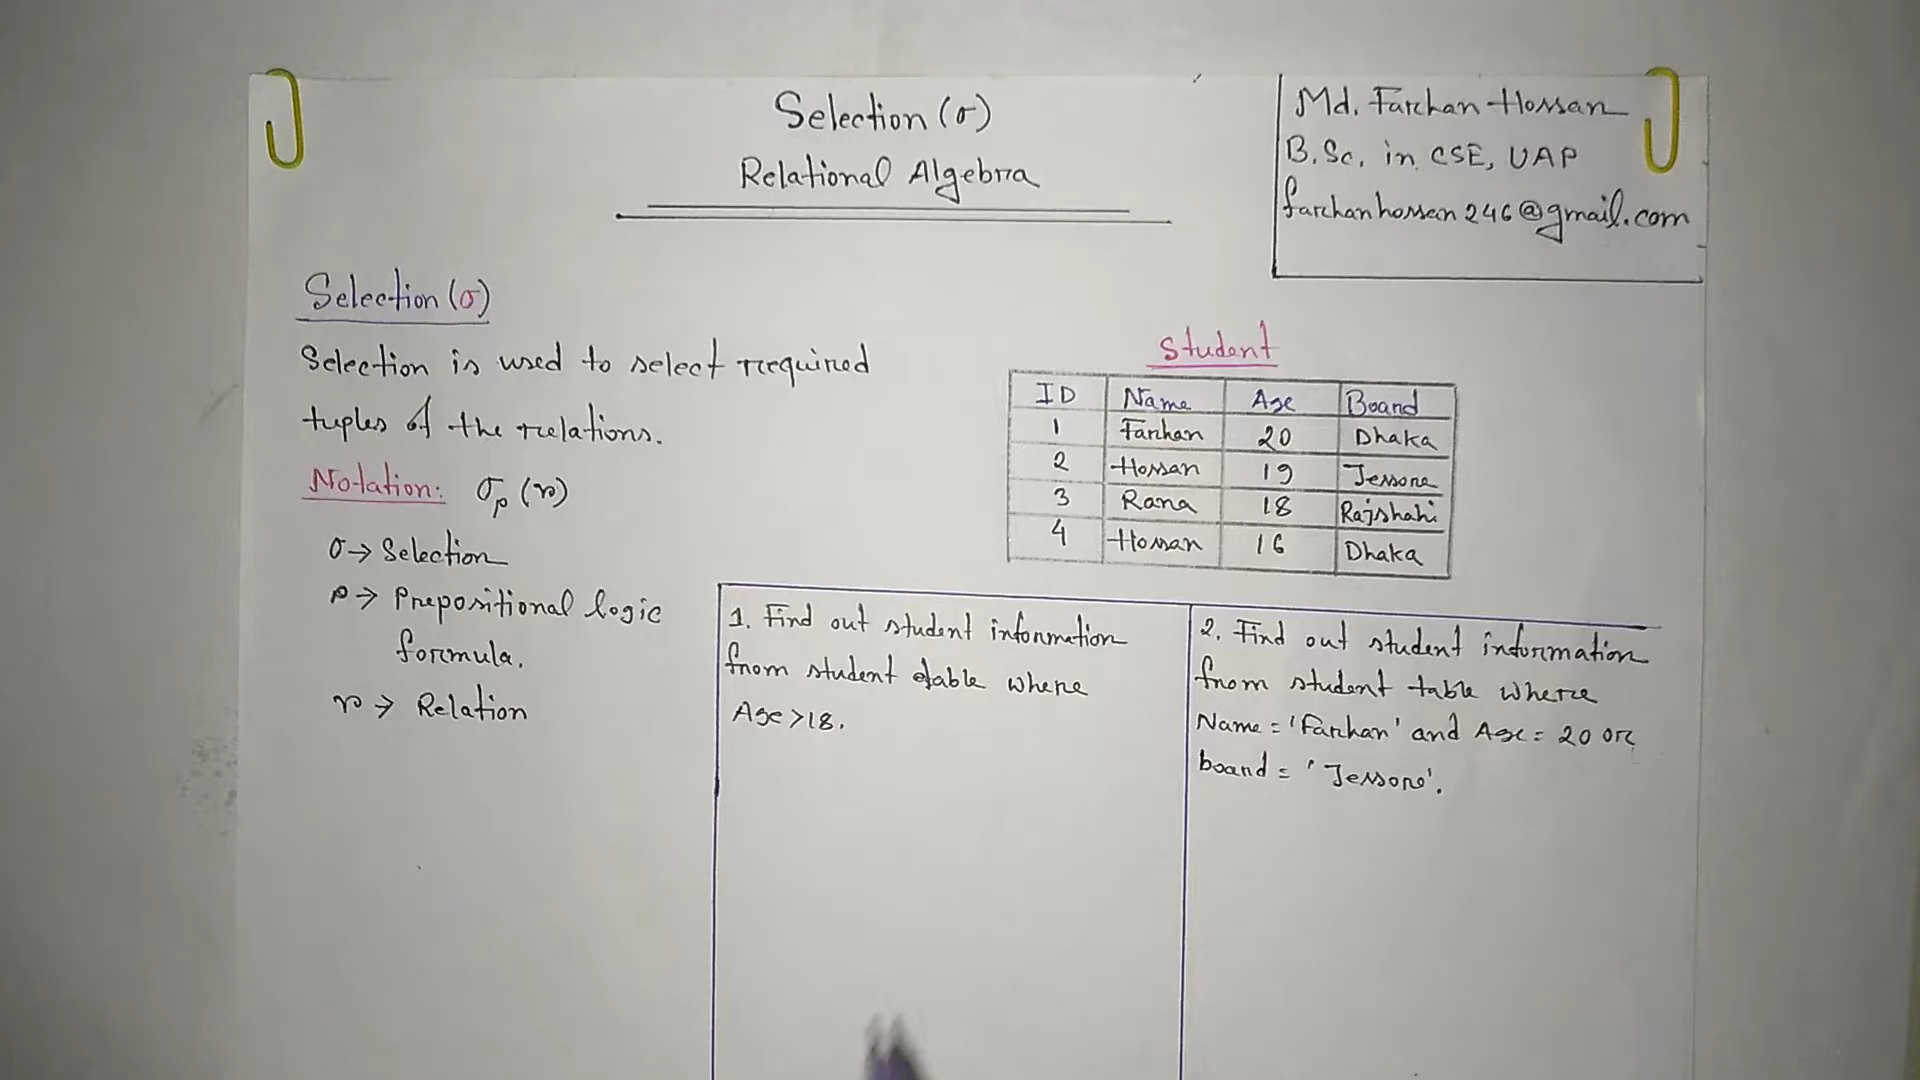 Selection (σ)
Relational Algebra
Md. Farhan Hossan
B.Sc. in CSE, UAP
farhanhossan246@gmail.com
Selection (σ)
Selection is used to select required
tuples of the relations.
Notation: σp (r)
σ → Selection
p → Prepositional logic
formula.
r → Relation
Student
ID Name Age Board
1 Farhan 20 Dhaka
2 Hossan 19 Jessore
3 Rana 18 Rajshahi
4 Hossan 16 Dhaka
1. Find out student information
from student table where
Age > 18.
2. Find out student information
from student table where
Name = 'Farhan' and Age = 20 or
board = 'Jessore'.